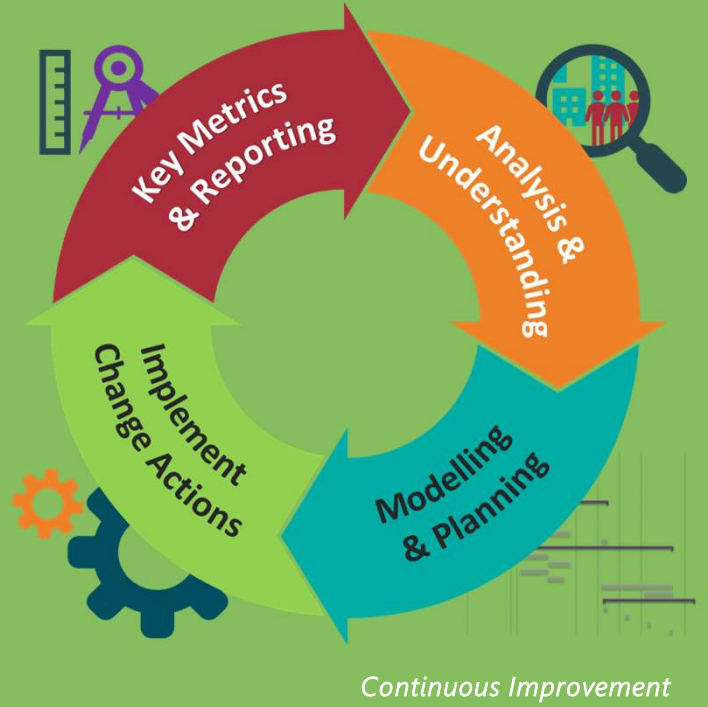 Key Metrics
& Reporting
Analysis &
Understanding
Modelling
& Planning
Implement
Change Actions
Continuous Improvement